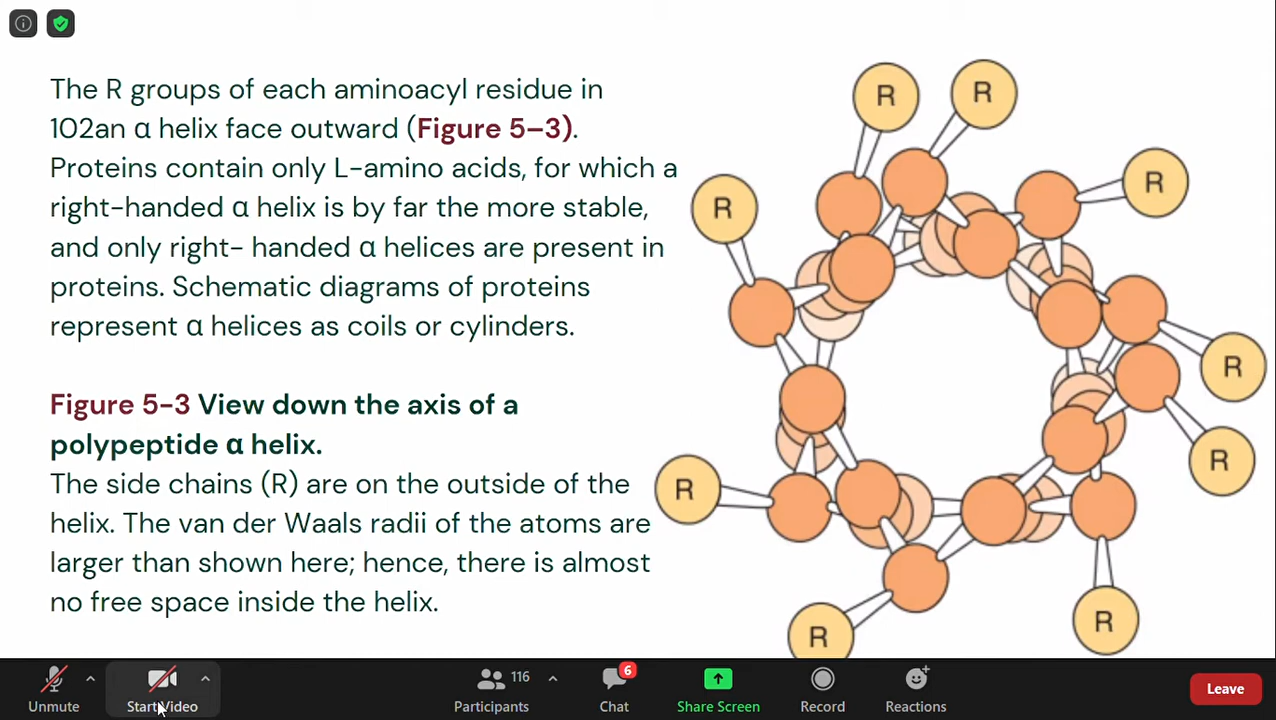 The R groups of each aminoacyl residue in
102an α helix face outward (Figure 5–3).
Proteins contain only L-amino acids, for which a
right-handed α helix is by far the more stable,
and only right- handed α helices are present in
proteins. Schematic diagrams of proteins
represent α helices as coils or cylinders.
Figure 5-3 View down the axis of a
polypeptide α helix.
The side chains (R) are on the outside of the
helix. The van der Waals radii of the atoms are
larger than shown here; hence, there is almost
no free space inside the helix.
R
R
R
R
R
R
R
R
R
Unmute
Start Video
116
Participants
6
Chat
Share Screen
Record
Reactions
Leave